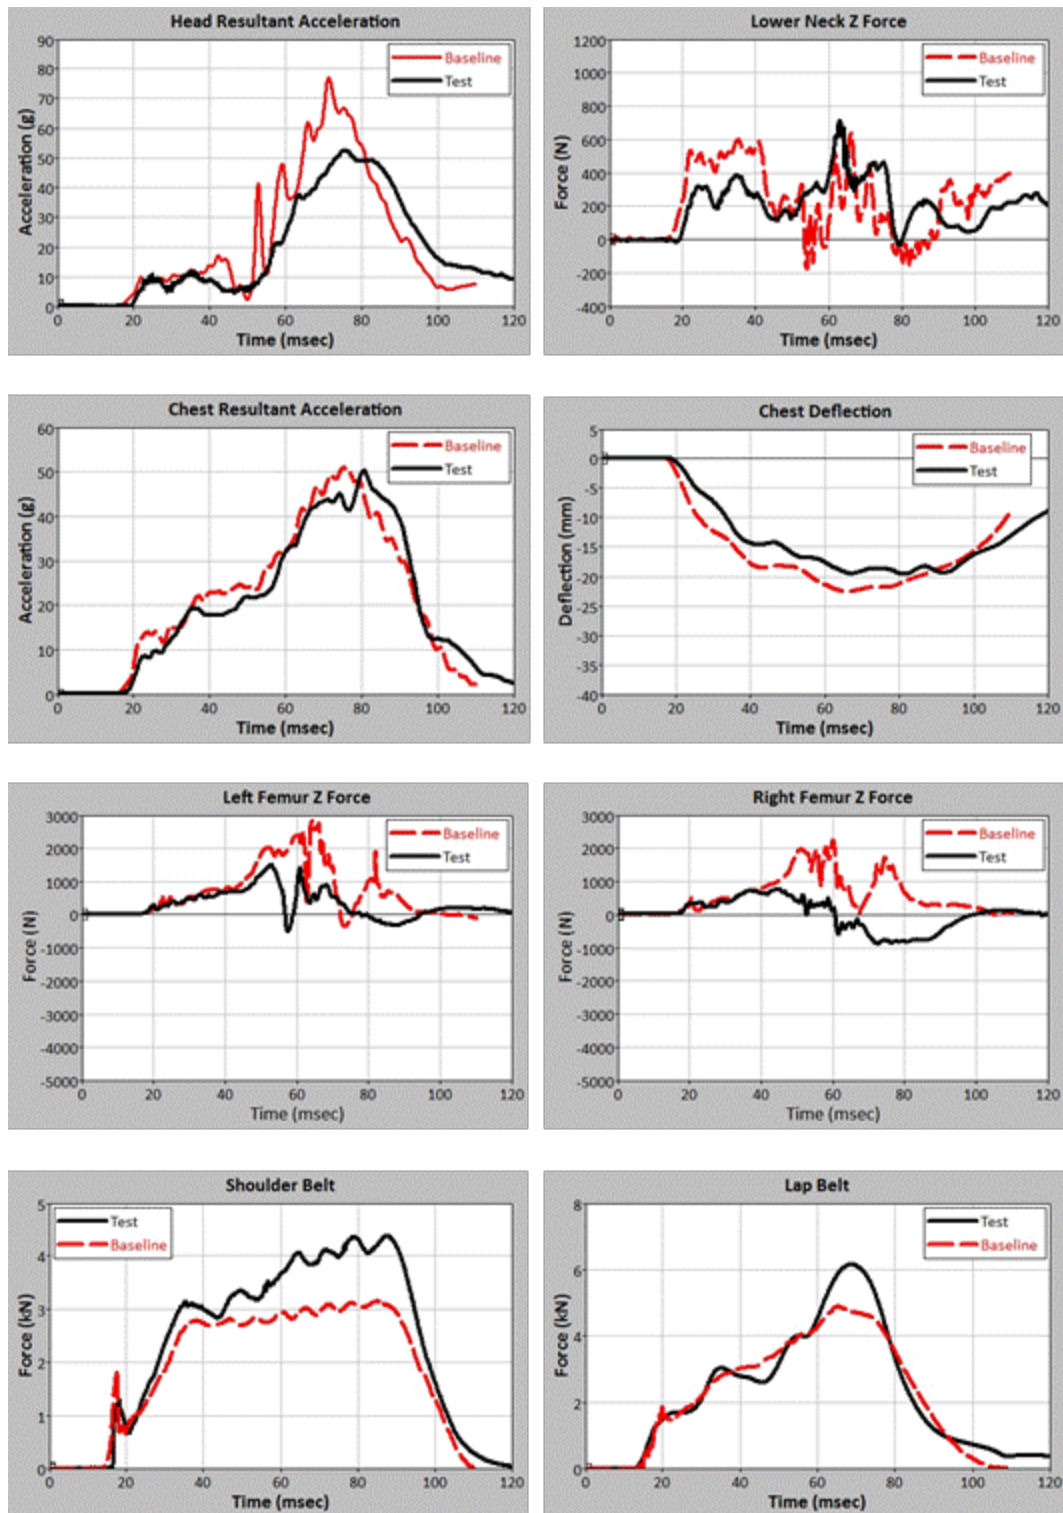 Head Resultant Acceleration
Baseline
Test
Acceleration (g)
90
80
70
60
50
40
30
20
10
0
0 20 40 60 80 100 120
Time (msec)
Lower Neck Z Force
Baseline
Test
Force (N)
1200
1000
800
600
400
200
0
-200
-400
0 20 40 60 80 100 120
Time (msec)
Chest Resultant Acceleration
Baseline
Test
Acceleration (g)
60
50
40
30
20
10
0
0 20 40 60 80 100 120
Time (msec)
Chest Deflection
Baseline
Test
Deflection (mm)
5
0
-5
-10
-15
-20
-25
-30
-35
-40
0 20 40 60 80 100 120
Time (msec)
Left Femur Z Force
Baseline
Test
Force (N)
3000
2000
1000
0
-1000
-2000
-3000
-4000
-5000
0 20 40 60 80 100 120
Time (msec)
Right Femur Z Force
Baseline
Test
Force (N)
3000
2000
1000
0
-1000
-2000
-3000
-4000
-5000
0 20 40 60 80 100 120
Time (msec)
Shoulder Belt
Test
Baseline
Force (kN)
5
4
3
2
1
0
0 20 40 60 80 100 120
Time (msec)
Lap Belt
Test
Baseline
Force (kN)
8
6
4
2
0
0 20 40 60 80 100 120
Time (msec)